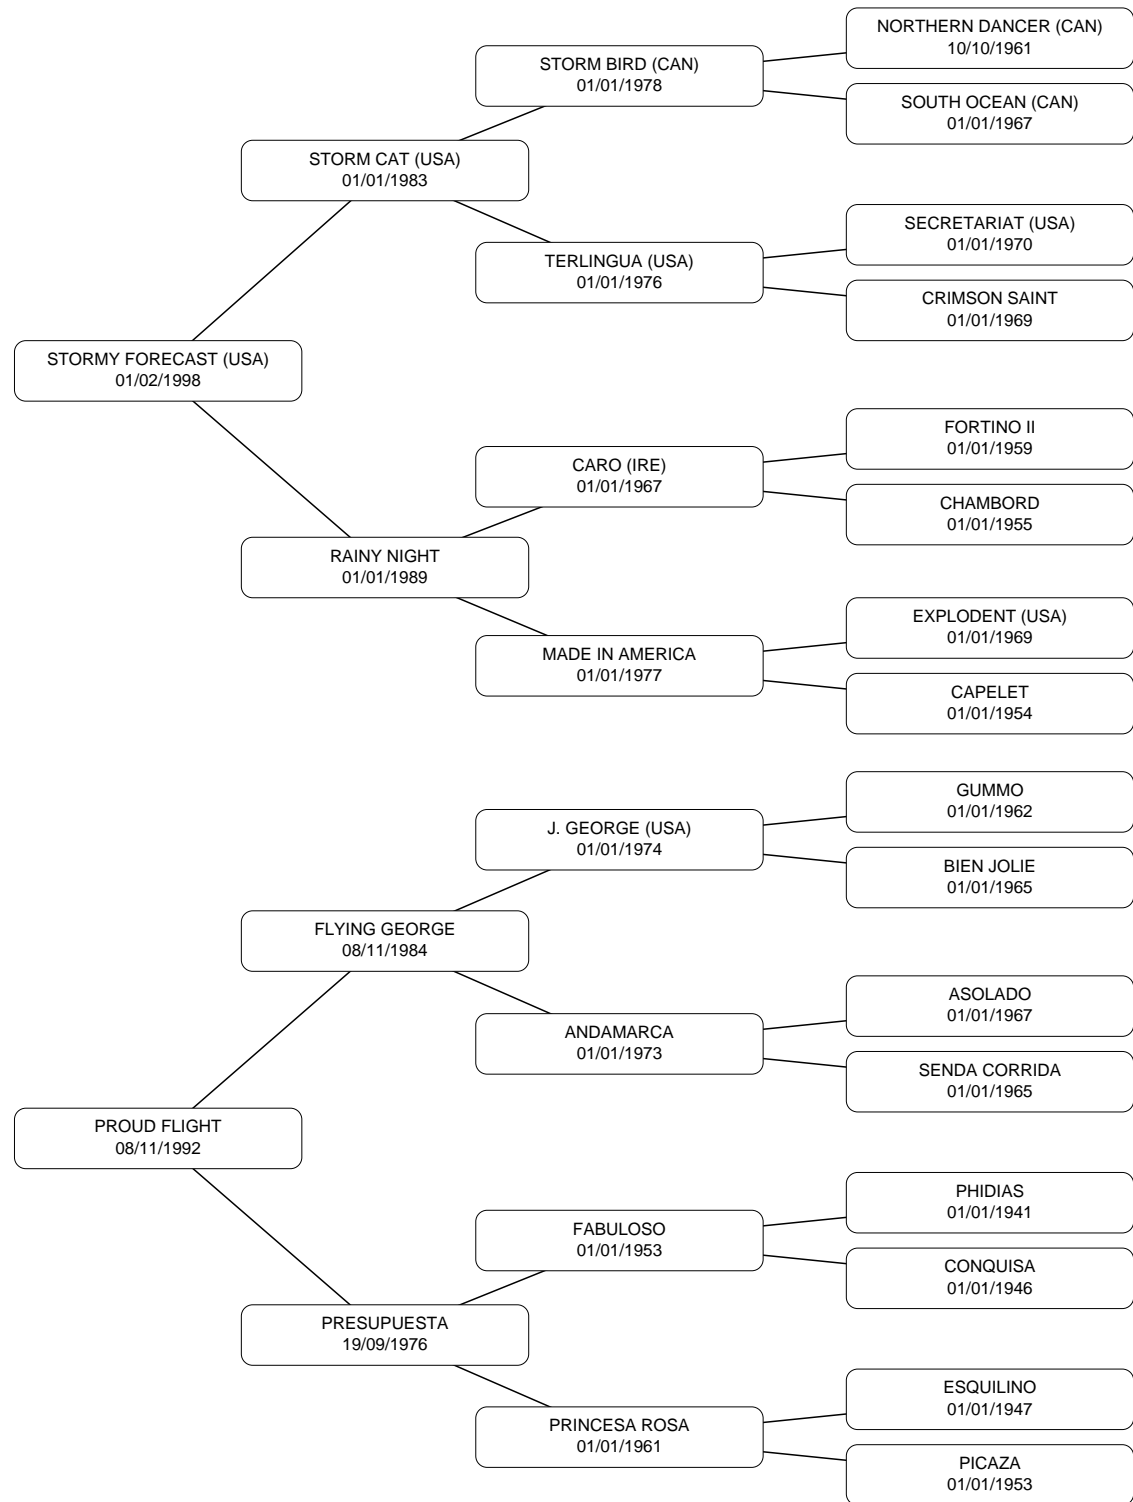 NORTHERN DANCER (CAN)
10/10/1961
STORM BIRD (CAN)
01/01/1978
SOUTH OCEAN (CAN)
01/01/1967
STORM CAT (USA)
01/01/1983
SECRETARIAT (USA)
01/01/1970
TERLINGUA (USA)
01/01/1976
CRIMSON SAINT
01/01/1969
STORMY FORECAST (USA)
01/02/1998
FORTINO II
01/01/1959
CARO (IRE)
01/01/1967
CHAMBORD
01/01/1955
RAINY NIGHT
01/01/1989
EXPLODENT (USA)
01/01/1969
MADE IN AMERICA
01/01/1977
CAPELET
01/01/1954
GUMMO
01/01/1962
J. GEORGE (USA)
01/01/1974
BIEN JOLIE
01/01/1965
FLYING GEORGE
08/11/1984
ASOLADO
01/01/1967
ANDAMARCA
01/01/1973
SENDA CORRIDA
01/01/1965
PROUD FLIGHT
08/11/1992
PHIDIAS
01/01/1941
FABULOSO
01/01/1953
CONQUISA
01/01/1946
PRESUPUESTA
19/09/1976
ESQUILINO
01/01/1947
PRINCESA ROSA
01/01/1961
PICAZA
01/01/1953